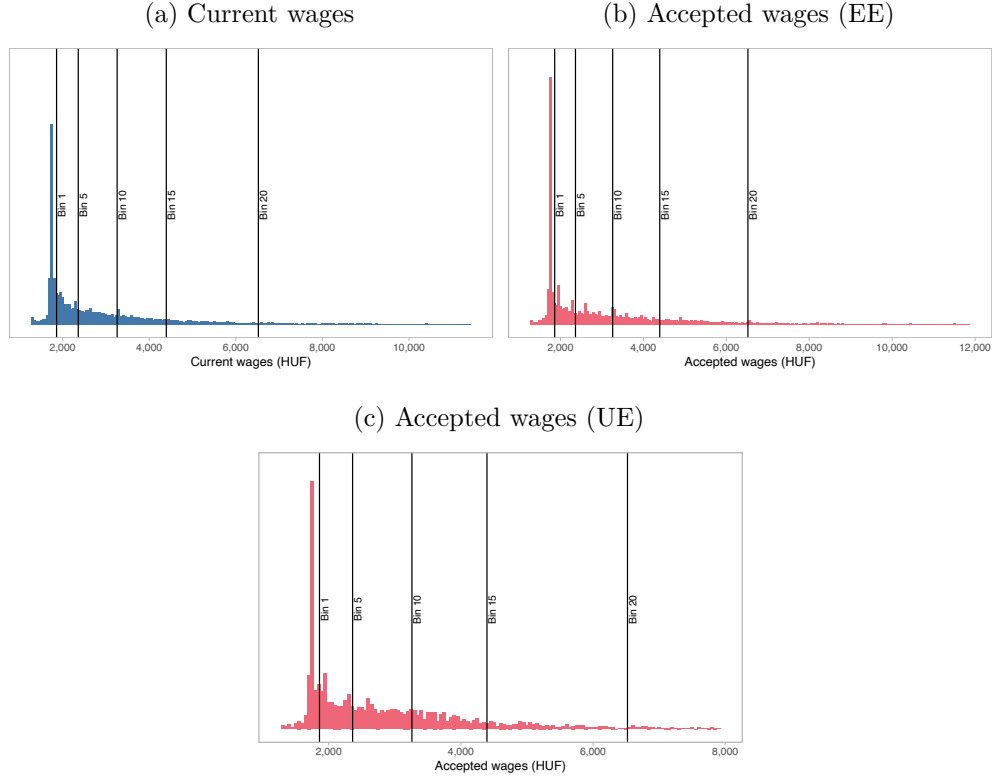 (a) Current wages
Bin 1
Bin 5
Bin 10
Bin 15
Bin 20
2,000
4,000
6,000
8,000
10,000
Current wages (HUF)
(b) Accepted wages (EE)
Bin 1
Bin 5
Bin 10
Bin 15
Bin 20
2,000
4,000
6,000
8,000
10,000
12,000
Accepted wages (HUF)
(c) Accepted wages (UE)
Bin 1
Bin 5
Bin 10
Bin 15
Bin 20
2,000
4,000
6,000
8,000
Accepted wages (HUF)